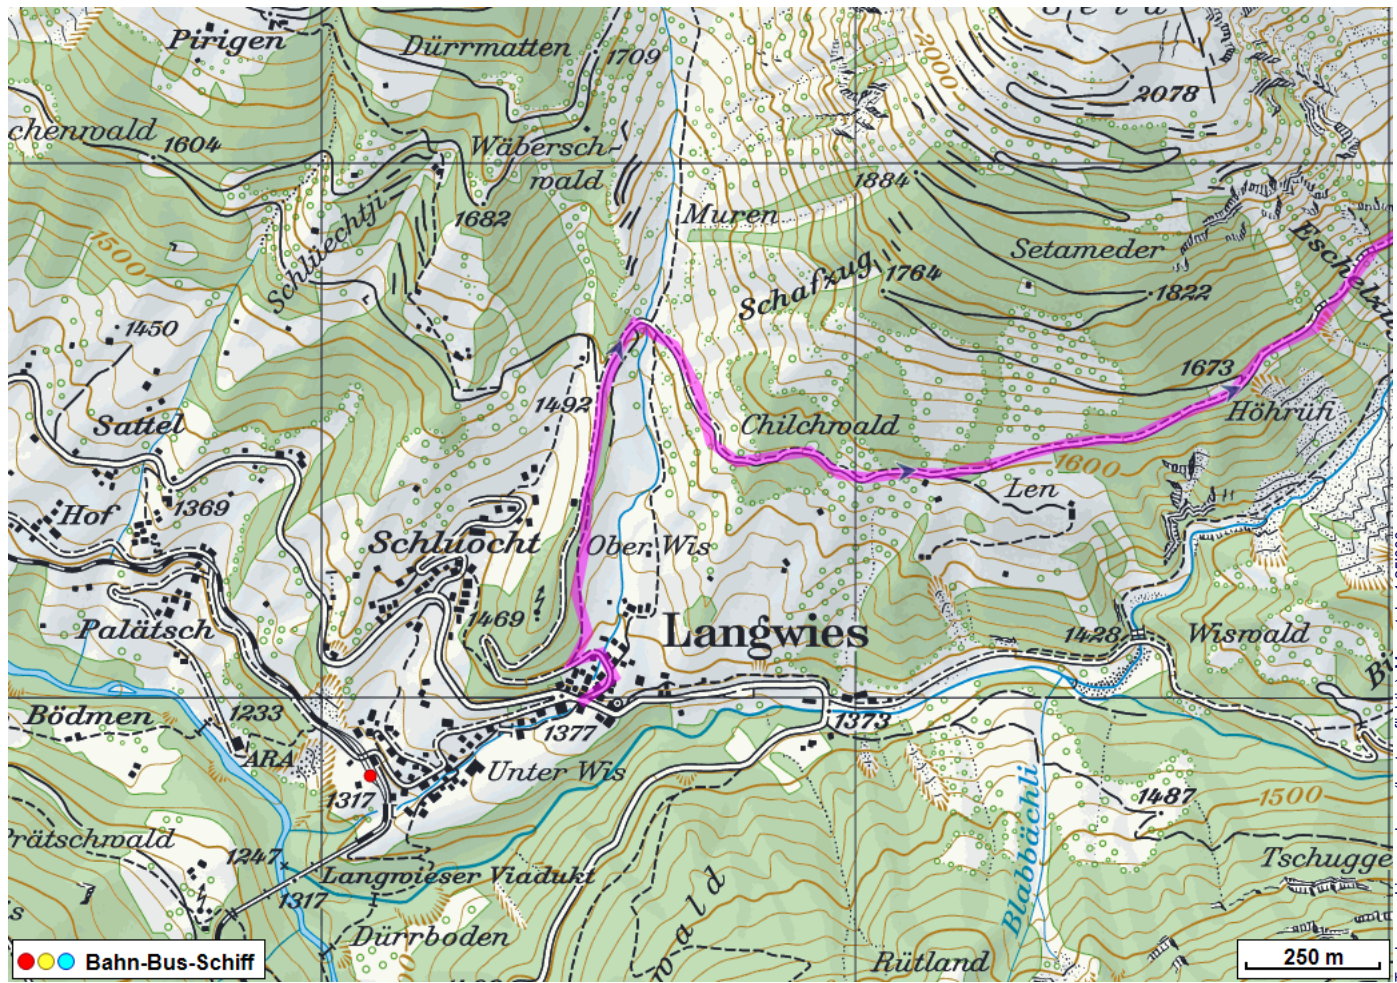 Pirigen
Dürrmatten
1709
2000
2078
chenwald
1604
Wäbersch-
wald
1884
1682
Muren
Schlüechtji
1500
Setameder
Eschelzug
Schafzug
1764
1822
1450
1673
1492
Sattel
Höhrüfi
Chilchwald
1600
Len
Hof
1369
Schluocht
Ober Wis
1469
Palätsch
Langwies
1428
Wiswald
Bödmen
1233
1377
1373
ARA
Unter Wis
1317
1487
1500
Prätschwald
Blabbächli
1247
Tschugge
Langwieser Viadukt
1317
wald
Dürrboden
Rütland
Bahn-Bus-Schiff
250 m